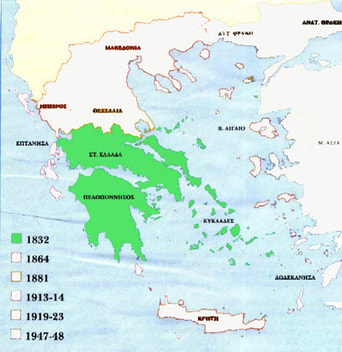 ΑΝΑΤ. ΘΡΑΚΗ
ΔΥΤ. ΘΡΑΚΗ
ΜΑΚΕΔΟΝΙΑ
ΗΠΕΙΡΟΣ
ΘΕΣΣΑΛΙΑ
Β. ΑΙΓΑΙΟ
ΕΠΤΑΝΗΣΑ
Μ. ΑΣΙΑ
ΣΤ. ΕΛΛΑΔΑ
ΠΕΛΟΠΟΝΝΗΣΟΣ
ΚΥΚΛΑΔΕΣ
ΔΩΔΕΚΑΝΗΣΑ
ΚΡΗΤΗ
1832
1864
1881
1913-14
1919-23
1947-48